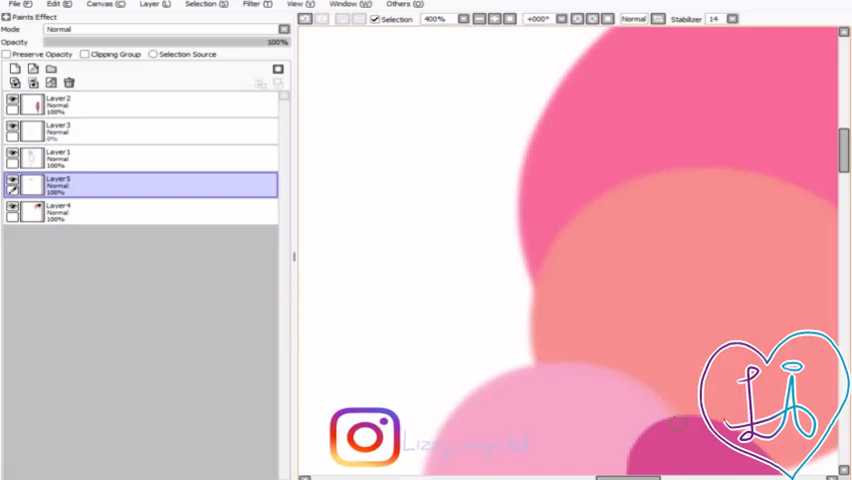 File (F) Edit (E) Canvas (C) Layer (L) Selection (S) Filter (T) View (V) Window (W) Others (O)
Paints Effect
Selection 400% +000° Normal Stabilizer 14
Mode Normal
Opacity 100%
Preserve Opacity Clipping Group Selection Source
Layer2
Normal
100%
Layer3
Normal
0%
Layer1
Normal
100%
Layer5
Normal
100%
Layer4
Normal
100%
Lizzy